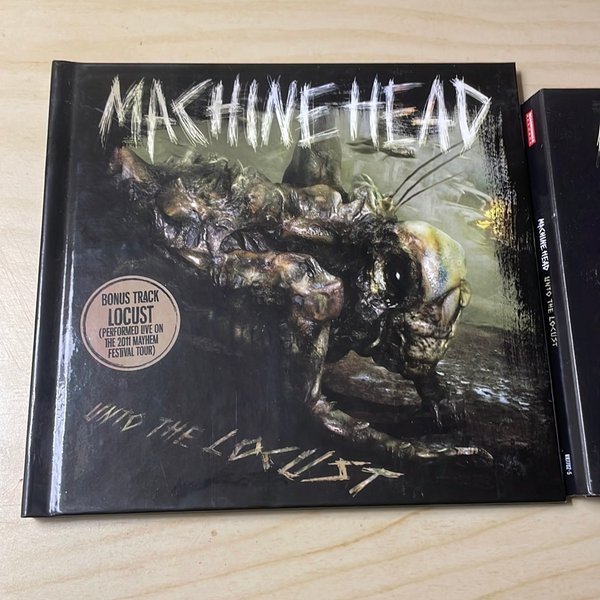 MACHINE HEAD
BONUS TRACK
LOCUST
(PERFORMED LIVE ON
THE 2011 MAYHEM
FESTIVAL TOUR)
UNTO THE LOCUST
MACHINE HEAD UNTO THE LOCUST